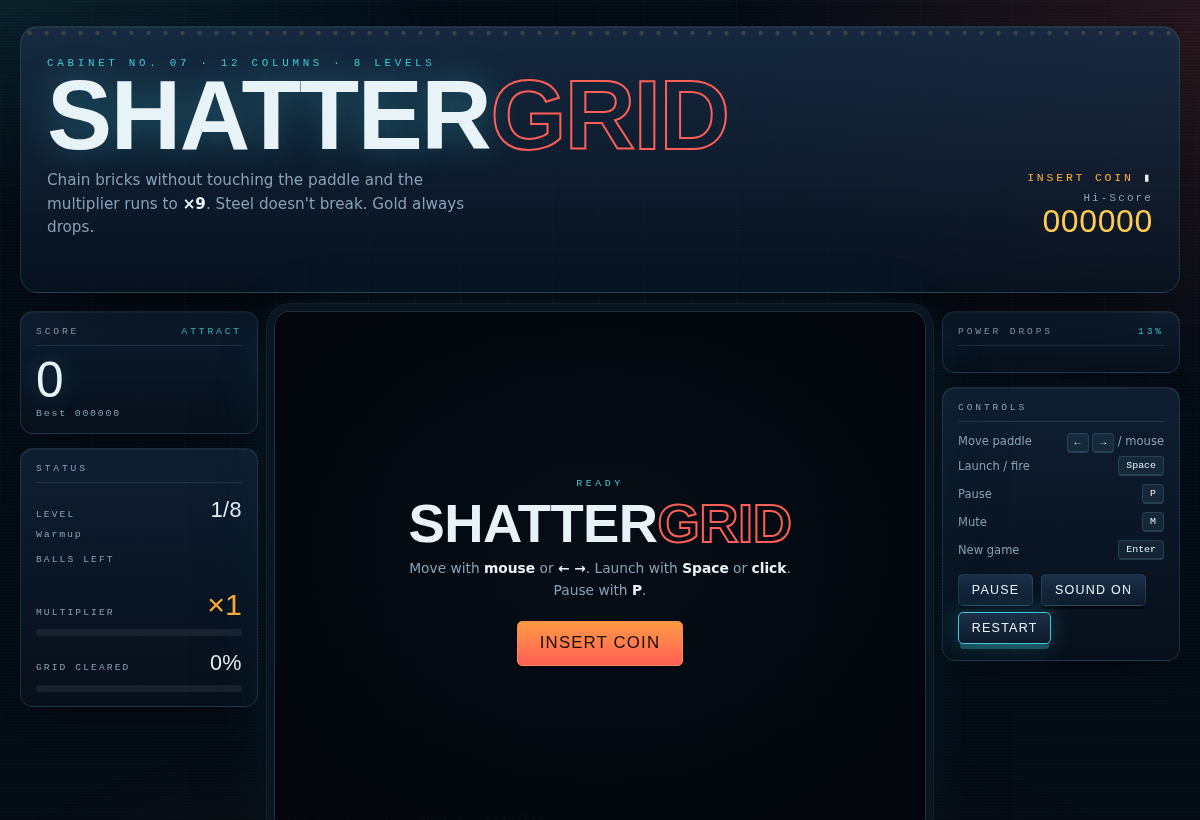 CABINET NO. 07 · 12 COLUMNS · 8 LEVELS
SHATTERGRID
Chain bricks without touching the paddle and the
multiplier runs to ×9. Steel doesn't break. Gold always
drops.
INSERT COIN ▮
Hi-Score
000000
SCORE ATTRACT
0
Best 000000
STATUS
LEVEL 1/8
Warmup
BALLS LEFT
MULTIPLIER ×1
GRID CLEARED 0%
READY
SHATTERGRID
Move with mouse or ← →. Launch with Space or click.
Pause with P.
INSERT COIN
POWER DROPS 13%
CONTROLS
Move paddle ← → / mouse
Launch / fire Space
Pause P
Mute M
New game Enter
PAUSE SOUND ON
RESTART